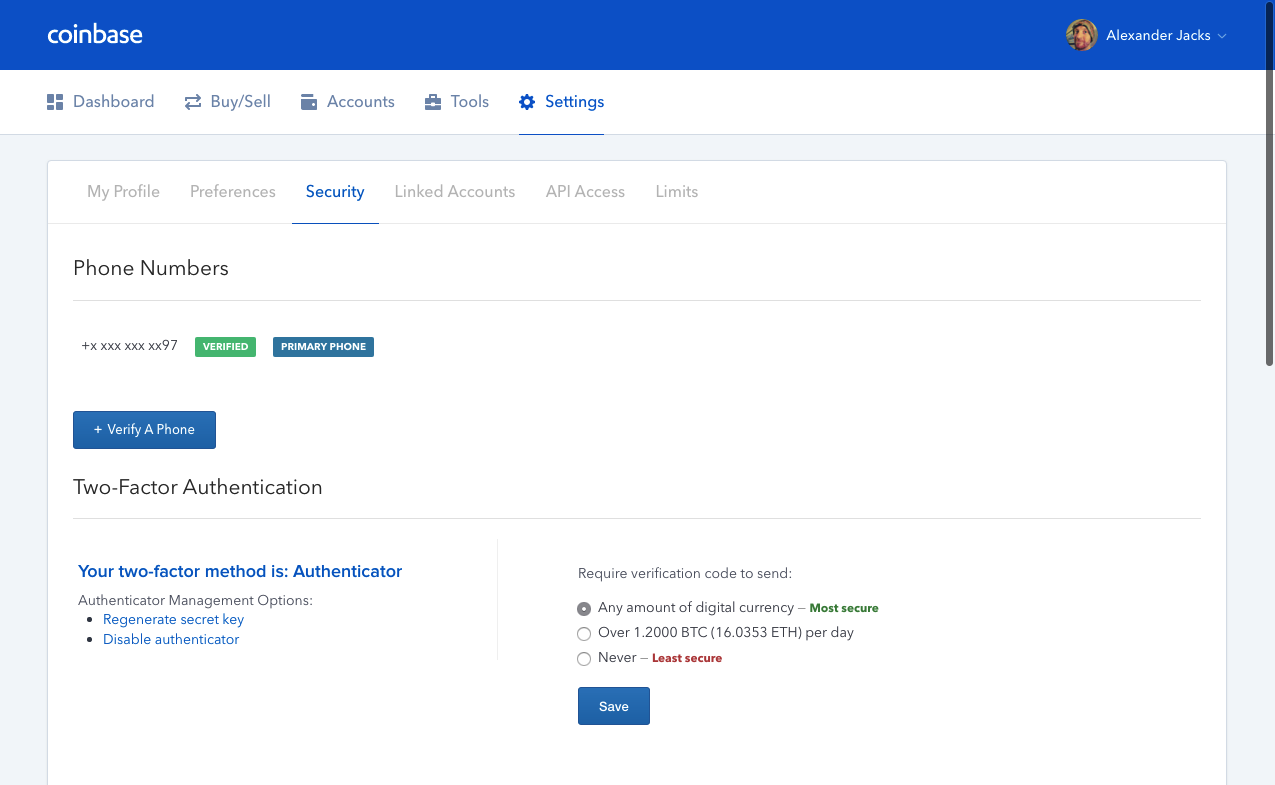 coinbase
Alexander Jacks
Dashboard Buy/Sell Accounts Tools Settings
My Profile Preferences Security Linked Accounts API Access Limits
Phone Numbers
+x xxx xxx xx97 VERIFIED PRIMARY PHONE
+ Verify A Phone
Two-Factor Authentication
Your two-factor method is: Authenticator
Authenticator Management Options:
Regenerate secret key
Disable authenticator
Require verification code to send:
Any amount of digital currency – Most secure
Over 1.2000 BTC (16.0353 ETH) per day
Never – Least secure
Save